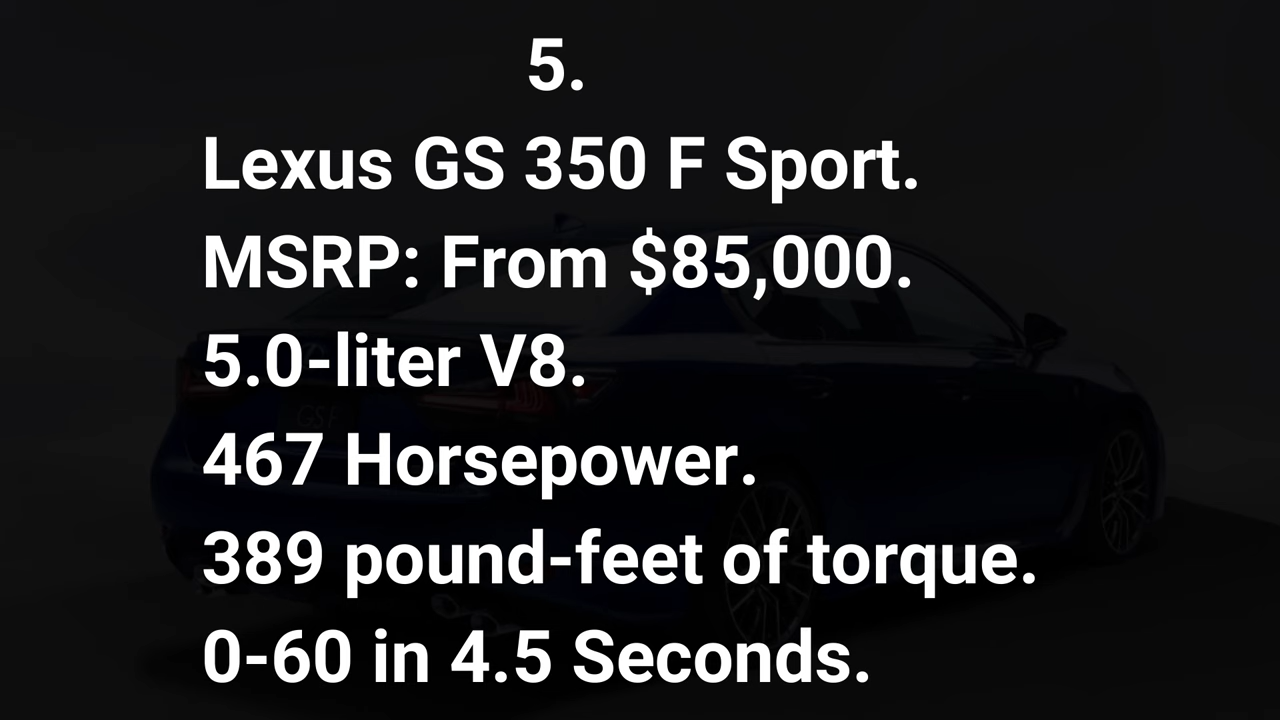 5.
Lexus GS 350 F Sport.
MSRP: From $85,000.
5.0-liter V8.
467 Horsepower.
389 pound-feet of torque.
0-60 in 4.5 Seconds.
GS F